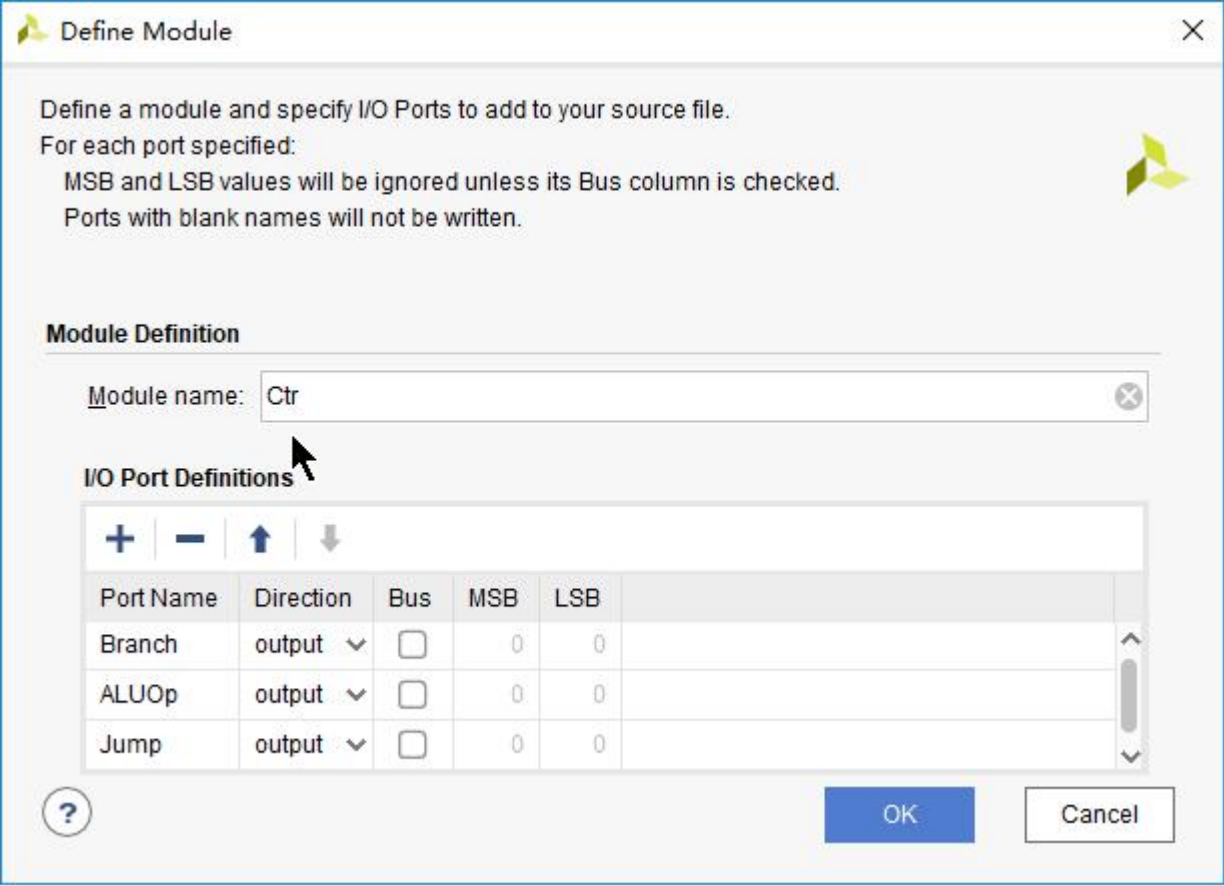 Define Module
Define a module and specify I/O Ports to add to your source file.
For each port specified:
MSB and LSB values will be ignored unless its Bus column is checked.
Ports with blank names will not be written.
Module Definition
Module name: Ctr
I/O Port Definitions
Port Name Direction Bus MSB LSB
Branch output 0 0
ALUOp output 0 0
Jump output 0 0
? OK Cancel